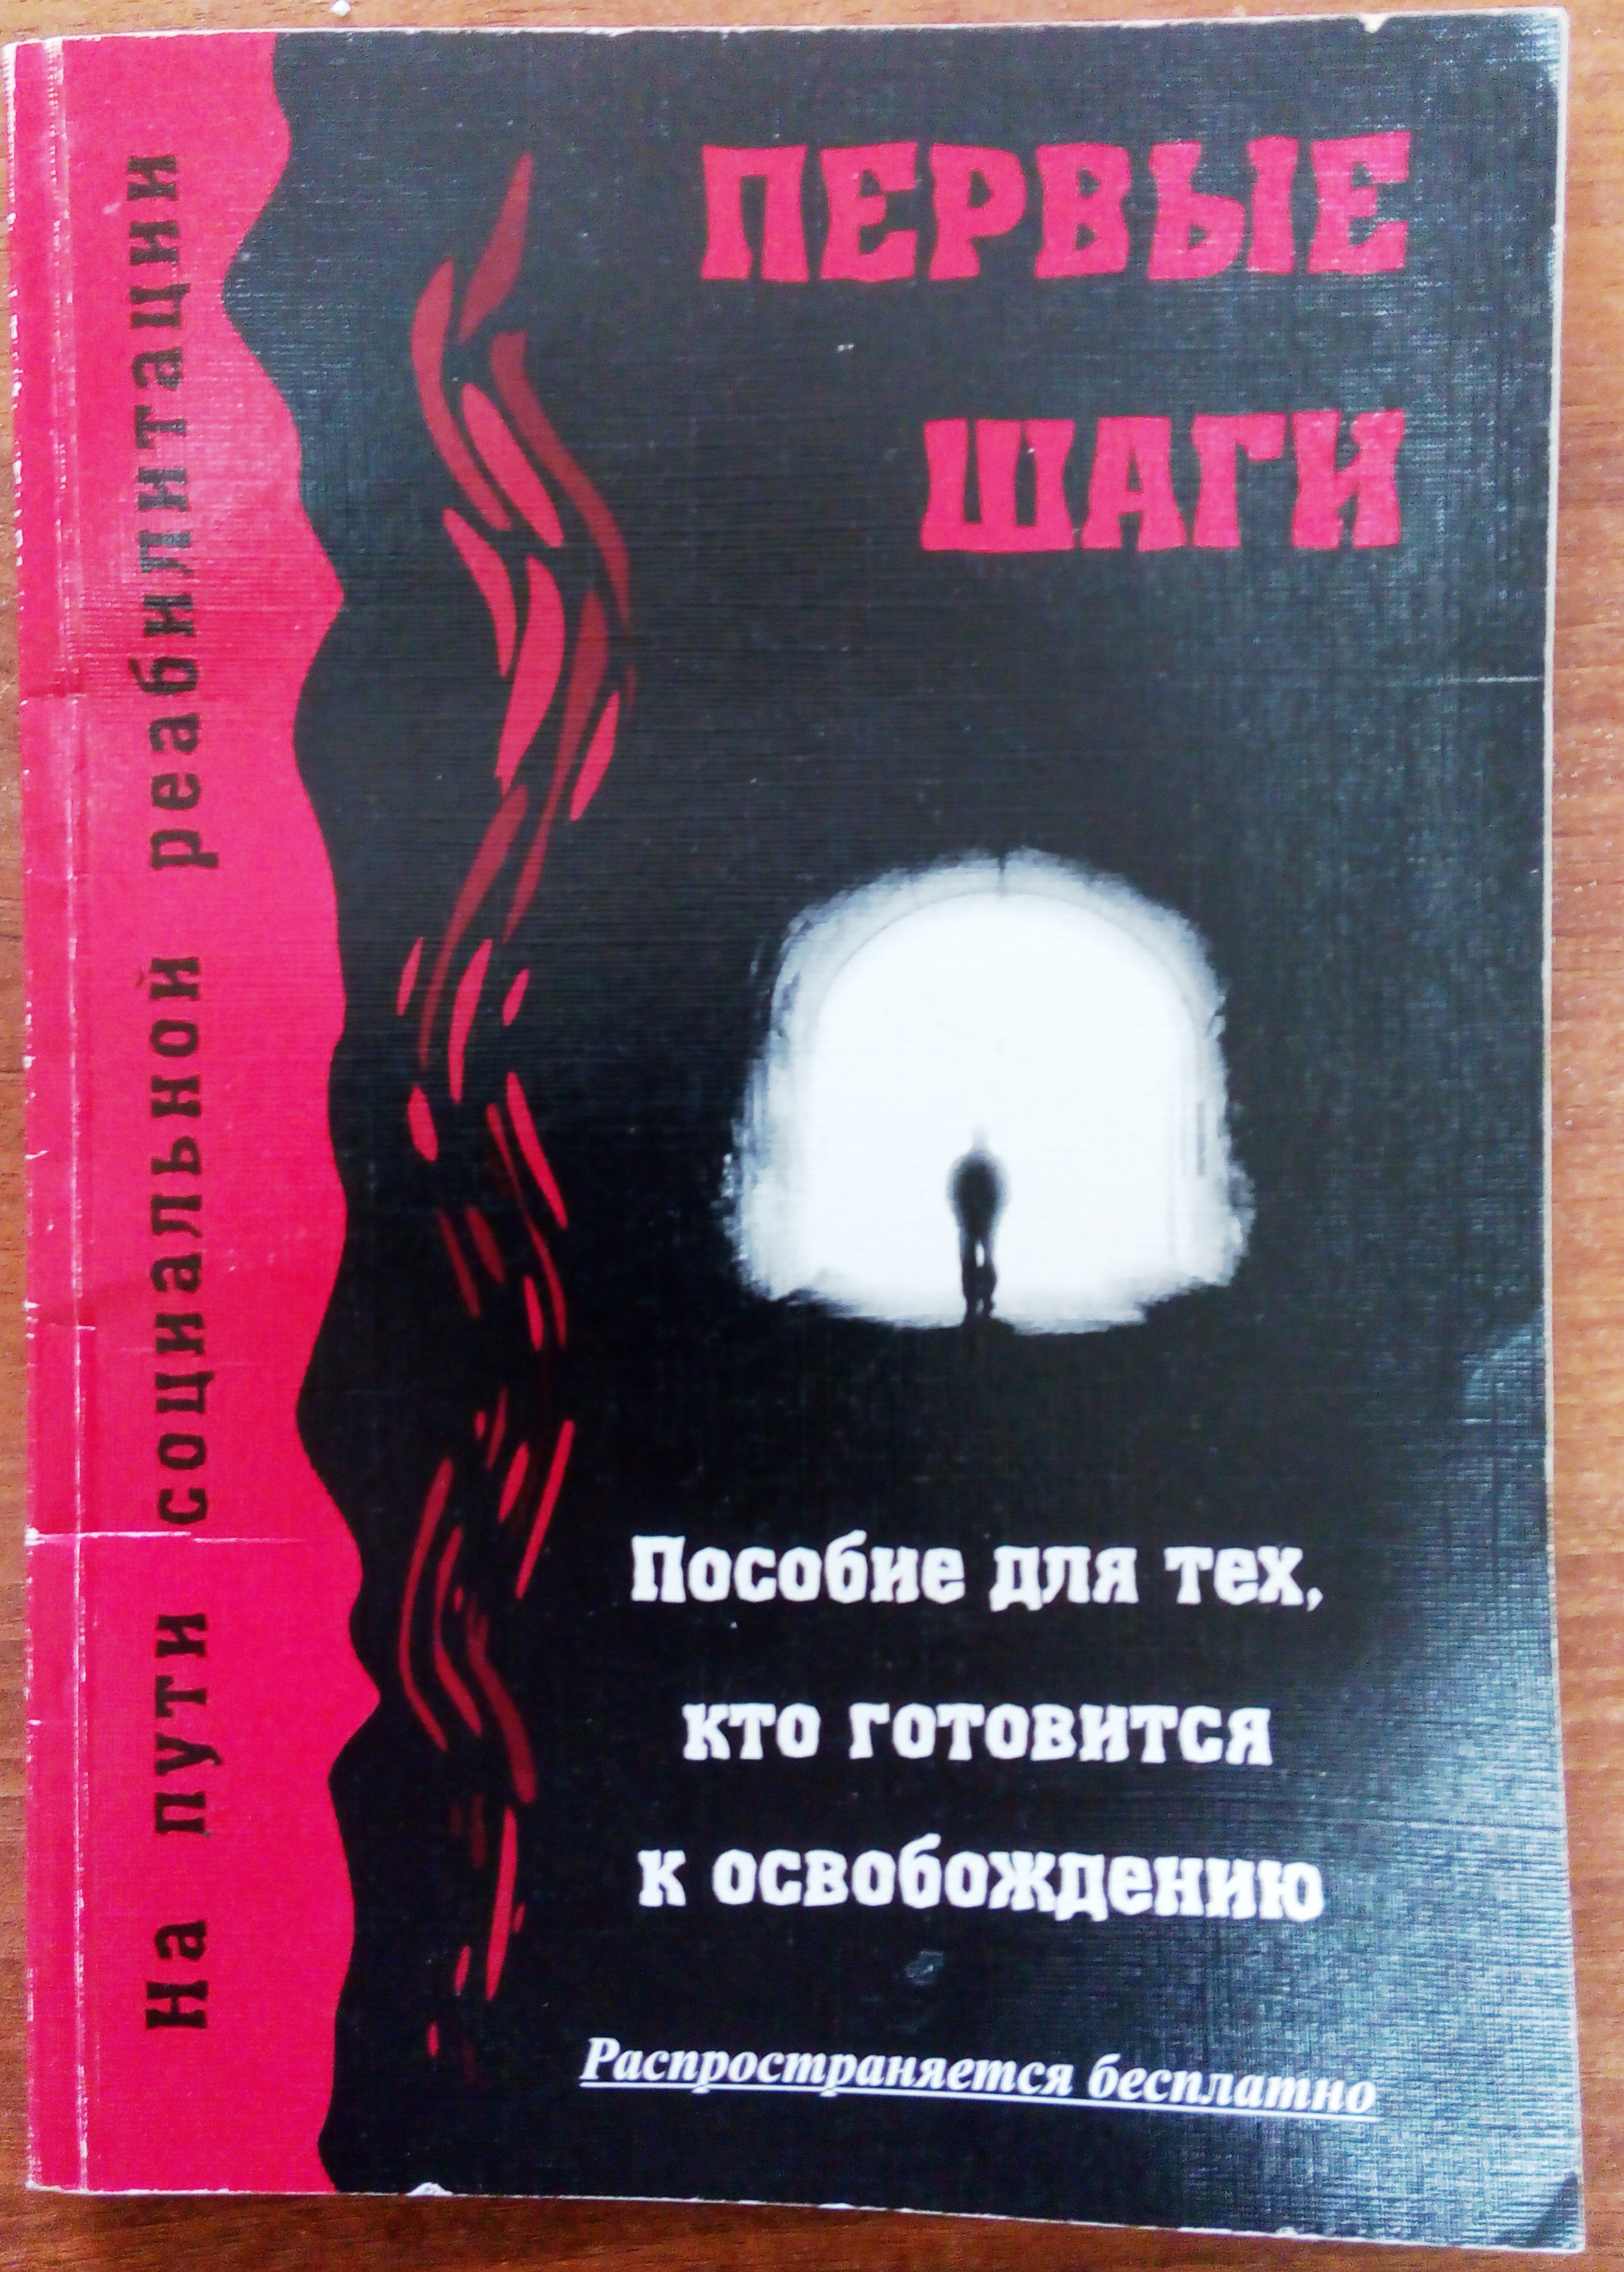 ПЕРВЫЕ
ШАГИ
На пути социальной реабилитации
Пособие для тех,
кто готовится
к освобождению
Распространяется бесплатно